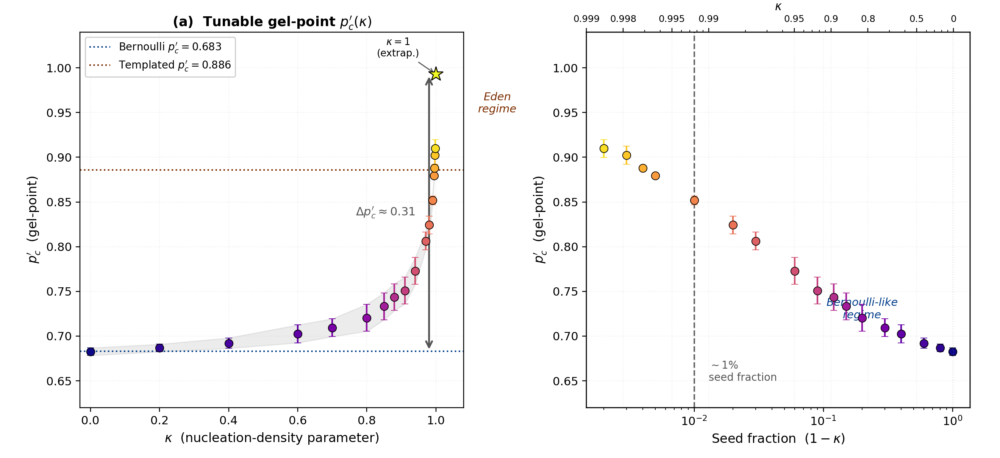 (a) Tunable gel-point p′c(κ)
Bernoulli p′c = 0.683
Templated p′c = 0.886
κ = 1
(extrap.)
Δp′c ≈ 0.31
1.00
0.95
0.90
0.85
0.80
0.75
0.70
0.65
p′c (gel-point)
0.0 0.2 0.4 0.6 0.8 1.0
κ (nucleation-density parameter)
Eden
regime
κ
0.999 0.998 0.995 0.99 0.95 0.9 0.8 0.5 0
1.00
0.95
0.90
0.85
0.80
0.75
0.70
0.65
p′c (gel-point)
Bernoulli-like
regime
~ 1%
seed fraction
10⁻² 10⁻¹ 10⁰
Seed fraction (1 − κ)